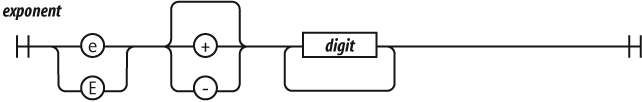 exponent
e + digit
E -